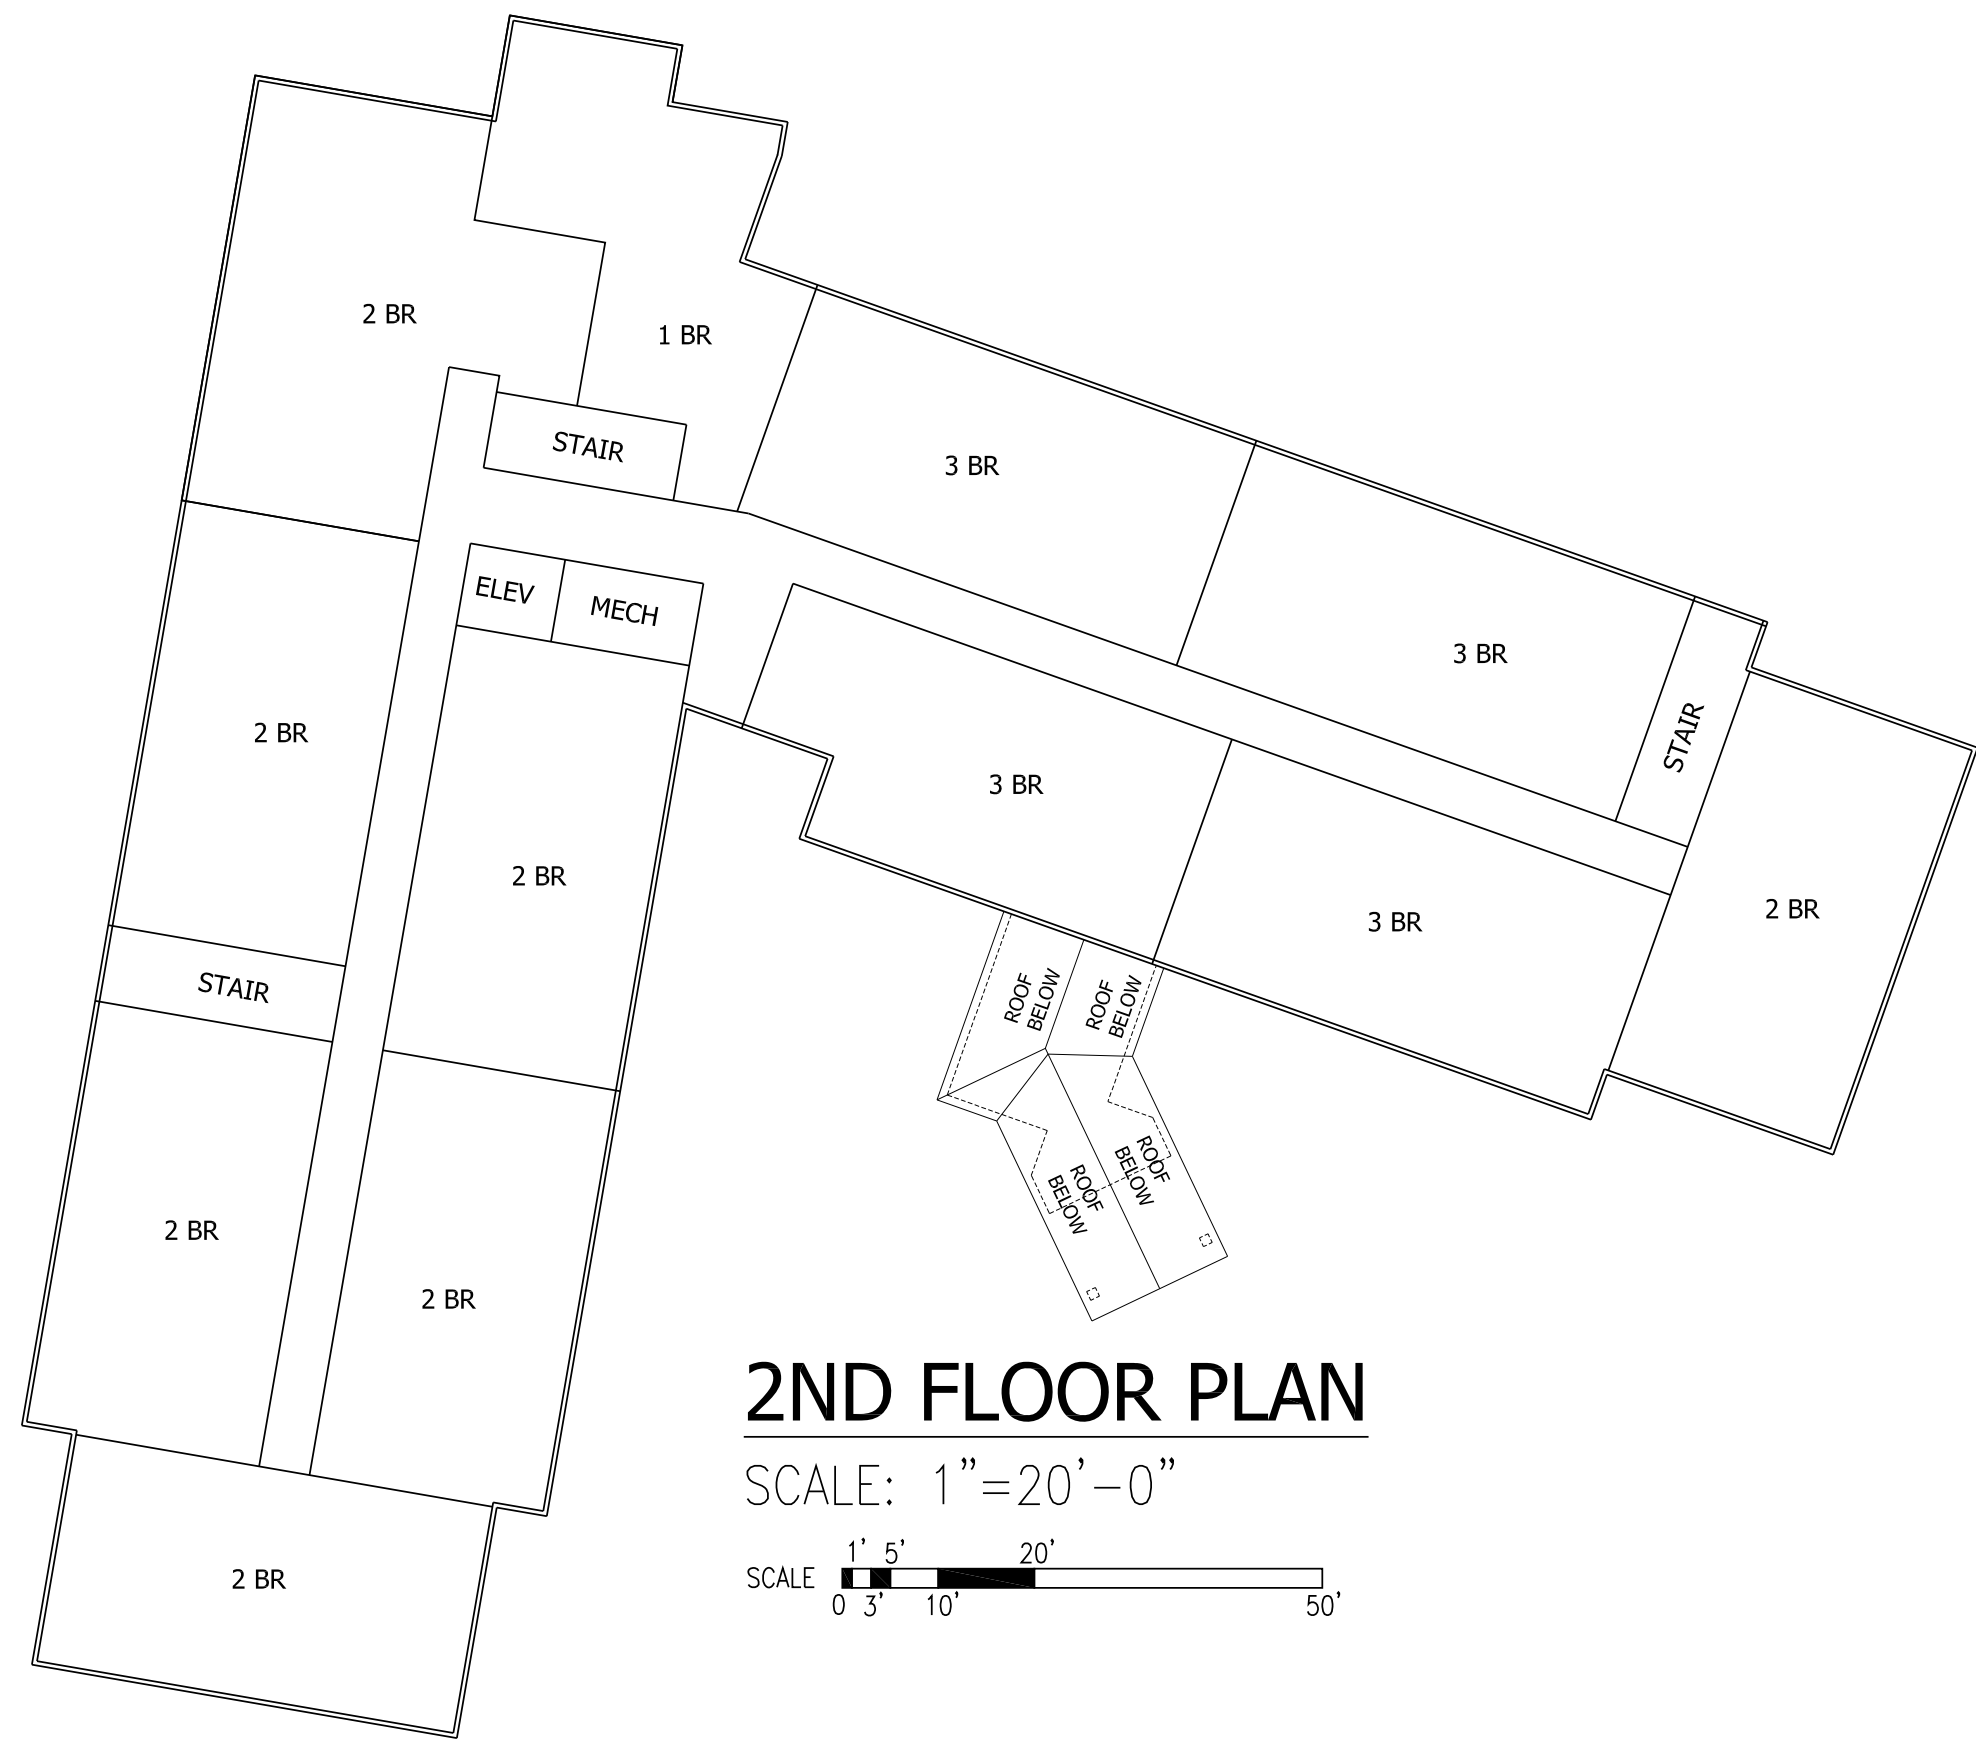 2 BR
1 BR
STAIR
3 BR
ELEV
MECH
3 BR
STAIR
2 BR
3 BR
2 BR
3 BR
2 BR
STAIR
ROOF
BELOW
ROOF
BELOW
ROOF
BELOW
ROOF
BELOW
2 BR
2 BR
2 BR
2ND FLOOR PLAN
SCALE: 1"=20'-0"
1' 5' 20'
SCALE
0 3' 10' 50'